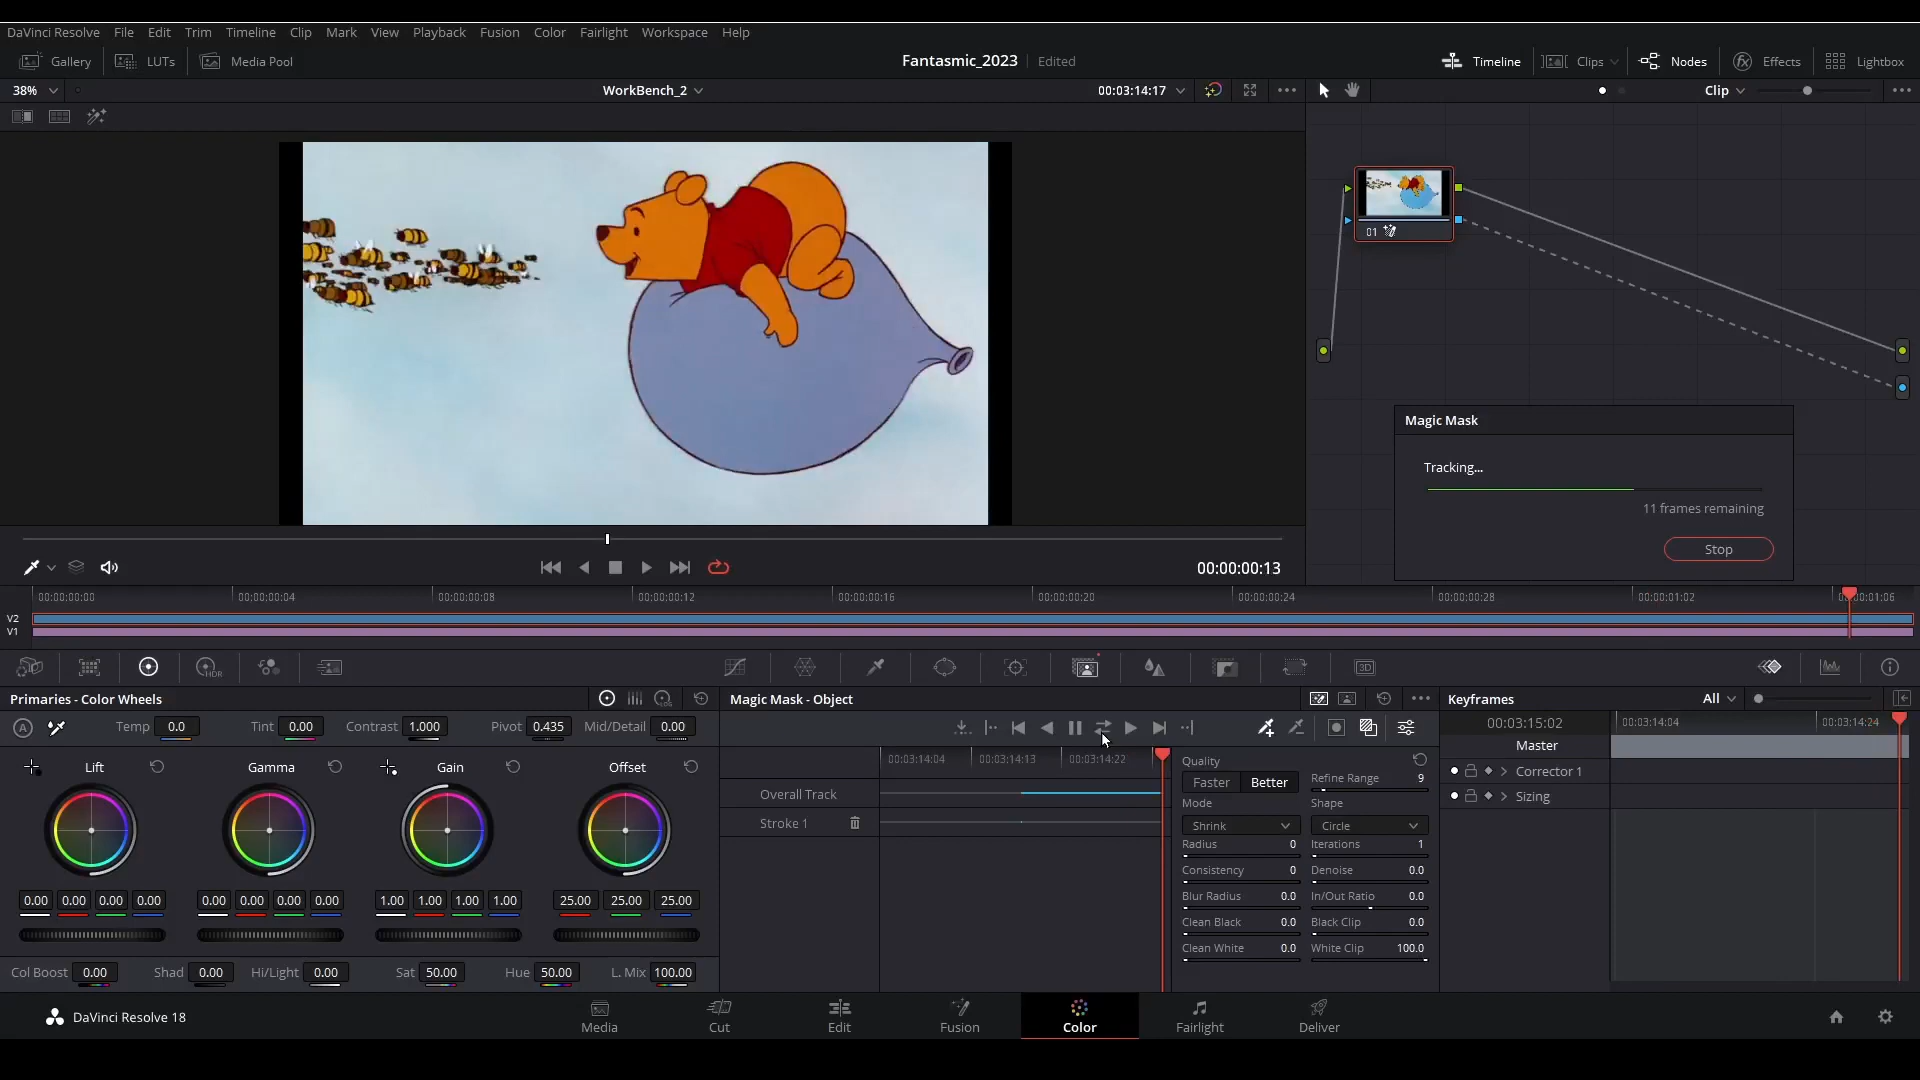 DaVinci Resolve File Edit Trim Timeline Clip Mark View Playback Fusion Color Fairlight Workspace Help
Gallery LUTs Media Pool Fantasmic_2023 Edited Timeline Clips Nodes Effects Lightbox
38% WorkBench_2 00:03:14:17 Clip
01
Magic Mask
Tracking...
11 frames remaining
Stop
00:00:00:13
00:00:00:00 00:00:00:04 00:00:00:08 00:00:00:12 00:00:00:16 00:00:00:20 00:00:00:24 00:00:00:28 00:00:01:02 00:00:01:06
V2
V1
HDR 3D
Primaries - Color Wheels LOG Magic Mask - Object Keyframes All
A Temp 0.0 Tint 0.00 Contrast 1.000 Pivot 0.435 Mid/Detail 0.00
00:03:15:02 00:03:14:04 00:03:14:24
Master
Lift Gamma Gain Offset
00:03:14:04 00:03:14:13 00:03:14:22
Overall Track
Stroke 1
Quality
Faster Better Refine Range 9
Mode Shape
Shrink Circle
Radius 0 Iterations 1
Consistency 0 Denoise 0.0
Blur Radius 0.0 In/Out Ratio 0.0
Clean Black 0.0 Black Clip 0.0
Clean White 0.0 White Clip 100.0
Corrector 1
Sizing
0.00 0.00 0.00 0.00 0.00 0.00 0.00 0.00 1.00 1.00 1.00 1.00 25.00 25.00 25.00
Col Boost 0.00 Shad 0.00 Hi/Light 0.00 Sat 50.00 Hue 50.00 L. Mix 100.00
DaVinci Resolve 18 Media Cut Edit Fusion Color Fairlight Deliver